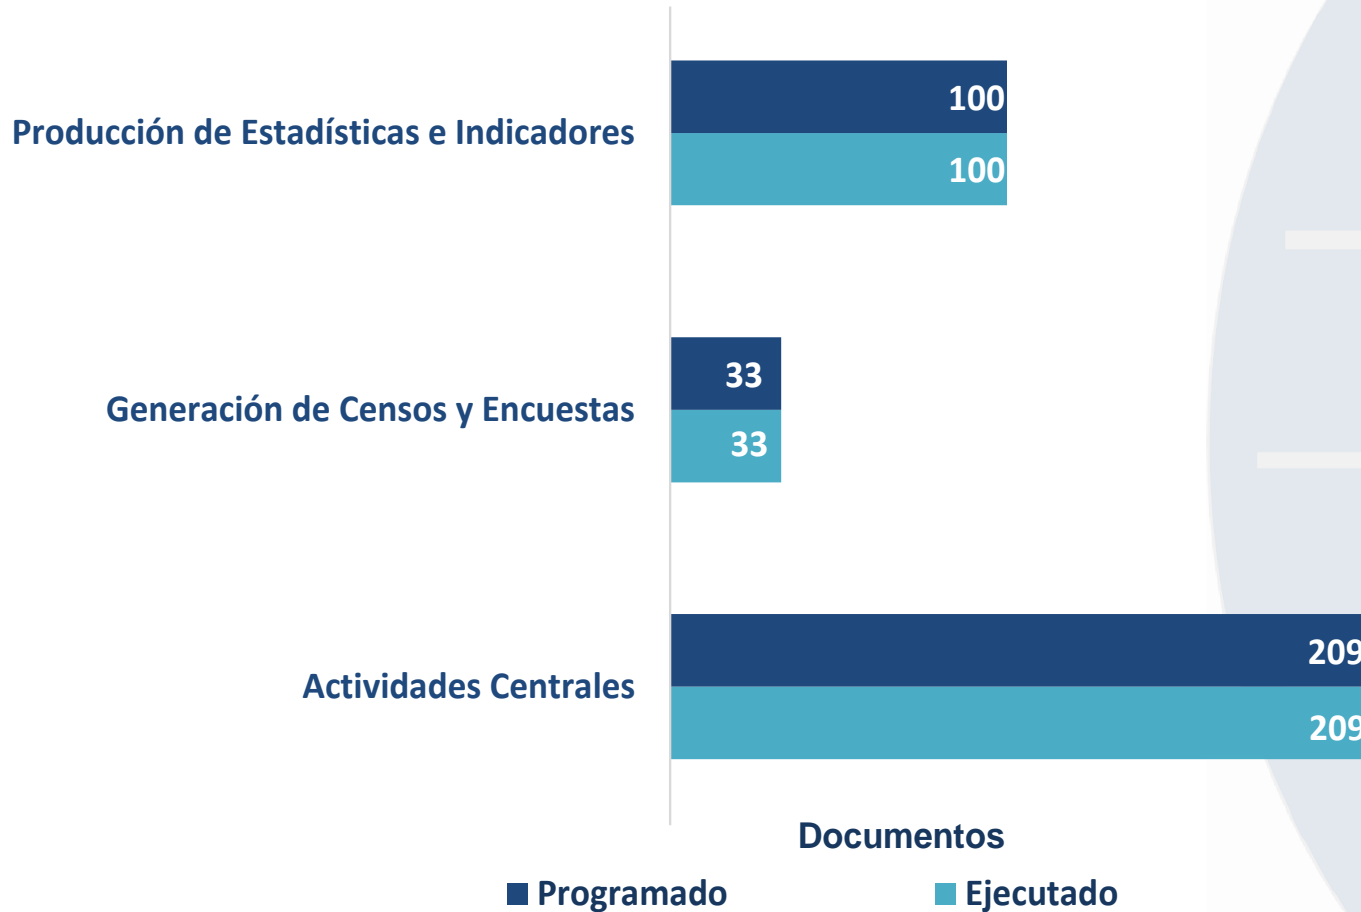 100
Producción de Estadísticas e Indicadores
100
33
Generación de Censos y Encuestas
33
209
Actividades Centrales
209
Documentos
Programado
Ejecutado